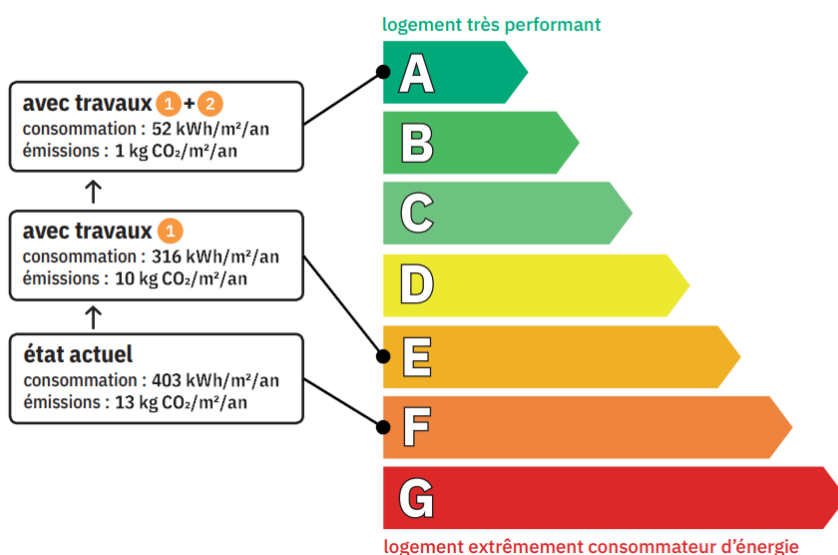 logement très performant
A
avec travaux 1 + 2
consommation : 52 kWh/m²/an
émissions : 1 kg CO₂/m²/an
B
C
avec travaux 1
consommation : 316 kWh/m²/an
émissions : 10 kg CO₂/m²/an
D
E
état actuel
consommation : 403 kWh/m²/an
émissions : 13 kg CO₂/m²/an
F
G
logement extrêmement consommateur d’énergie